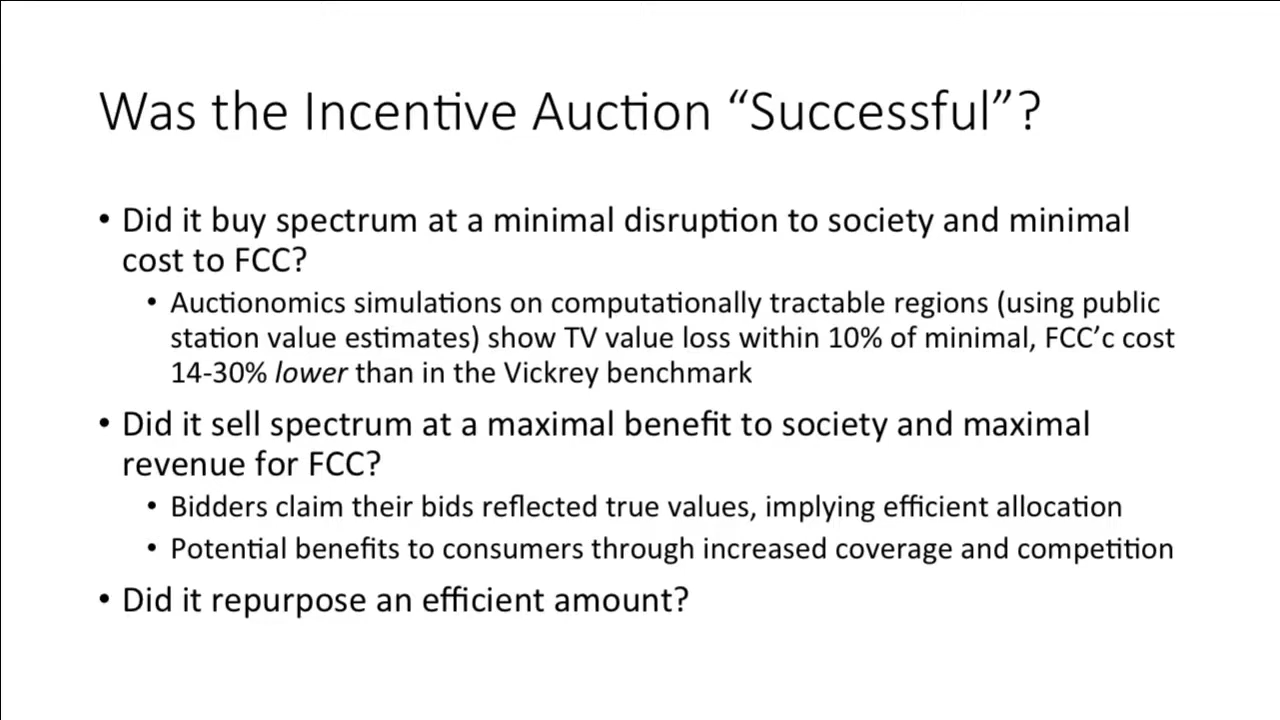 Was the Incentive Auction “Successful”?
• Did it buy spectrum at a minimal disruption to society and minimal
cost to FCC?
• Auctionomics simulations on computationally tractable regions (using public
station value estimates) show TV value loss within 10% of minimal, FCC’c cost
14-30% lower than in the Vickrey benchmark
• Did it sell spectrum at a maximal benefit to society and maximal
revenue for FCC?
• Bidders claim their bids reflected true values, implying efficient allocation
• Potential benefits to consumers through increased coverage and competition
• Did it repurpose an efficient amount?